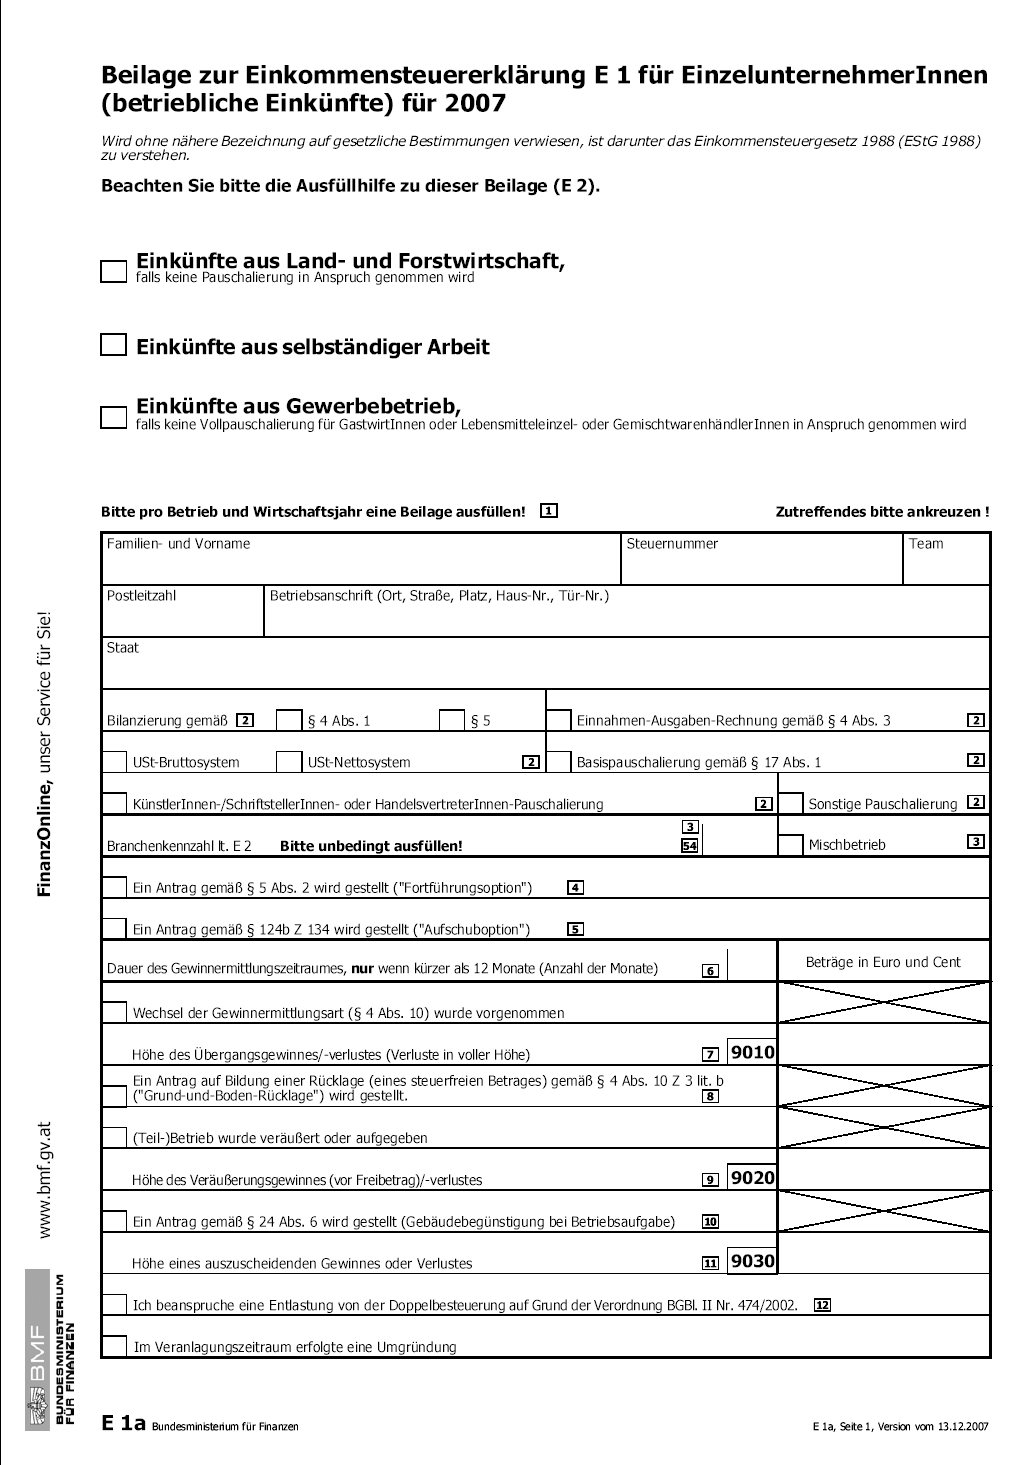 Beilage zur Einkommensteuererklärung E 1 für EinzelunternehmerInnen
(betriebliche Einkünfte) für 2007
Wird ohne nähere Bezeichnung auf gesetzliche Bestimmungen verwiesen, ist darunter das Einkommensteuergesetz 1988 (EStG 1988)
zu verstehen.
Beachten Sie bitte die Ausfüllhilfe zu dieser Beilage (E 2).
Einkünfte aus Land- und Forstwirtschaft,
falls keine Pauschalierung in Anspruch genommen wird
Einkünfte aus selbständiger Arbeit
Einkünfte aus Gewerbebetrieb,
falls keine Vollpauschalierung für GastwirtInnen oder Lebensmitteleinzel- oder GemischtwarenhändlerInnen in Anspruch genommen wird
Bitte pro Betrieb und Wirtschaftsjahr eine Beilage ausfüllen! 1 Zutreffendes bitte ankreuzen !
Familien- und Vorname Steuernummer Team
Postleitzahl Betriebsanschrift (Ort, Straße, Platz, Haus-Nr., Tür-Nr.)
Staat
Bilanzierung gemäß 2 § 4 Abs. 1 § 5 Einnahmen-Ausgaben-Rechnung gemäß § 4 Abs. 3 2
USt-Bruttosystem USt-Nettosystem 2 Basispauschalierung gemäß § 17 Abs. 1 2
KünstlerInnen-/SchriftstellerInnen- oder HandelsvertreterInnen-Pauschalierung 2 Sonstige Pauschalierung 2
3
Branchenkennzahl lt. E 2 Bitte unbedingt ausfüllen! 54 Mischbetrieb 3
Ein Antrag gemäß § 5 Abs. 2 wird gestellt ("Fortführungsoption") 4
Ein Antrag gemäß § 124b Z 134 wird gestellt ("Aufschuboption") 5
Dauer des Gewinnermittlungszeitraumes, nur wenn kürzer als 12 Monate (Anzahl der Monate) 6 Beträge in Euro und Cent
Wechsel der Gewinnermittlungsart (§ 4 Abs. 10) wurde vorgenommen
Höhe des Übergangsgewinnes/-verlustes (Verluste in voller Höhe) 7 9010
Ein Antrag auf Bildung einer Rücklage (eines steuerfreien Betrages) gemäß § 4 Abs. 10 Z 3 lit. b
("Grund-und-Boden-Rücklage") wird gestellt. 8
(Teil-)Betrieb wurde veräußert oder aufgegeben
Höhe des Veräußerungsgewinnes (vor Freibetrag)/-verlustes 9 9020
Ein Antrag gemäß § 24 Abs. 6 wird gestellt (Gebäudebegünstigung bei Betriebsaufgabe) 10
Höhe eines auszuscheidenden Gewinnes oder Verlustes 11 9030
Ich beanspruche eine Entlastung von der Doppelbesteuerung auf Grund der Verordnung BGBl. II Nr. 474/2002. 12
Im Veranlagungszeitraum erfolgte eine Umgründung
E 1a Bundesministerium für Finanzen E 1a, Seite 1, Version vom 13.12.2007
FinanzOnline, unser Service für Sie!
www.bmf.gv.at
BMF
BUNDESMINISTERIUM
FÜR FINANZEN